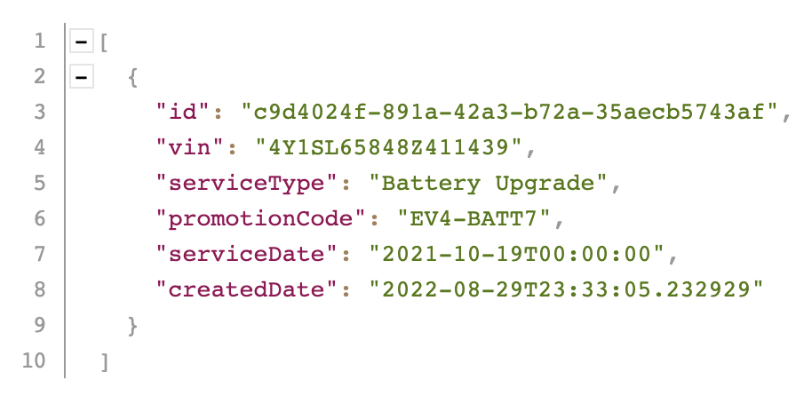 1 [
2 {
3 "id": "c9d4024f-891a-42a3-b72a-35aecb5743af",
4 "vin": "4Y1SL65848Z411439",
5 "serviceType": "Battery Upgrade",
6 "promotionCode": "EV4-BATT7",
7 "serviceDate": "2021-10-19T00:00:00",
8 "createdDate": "2022-08-29T23:33:05.232929"
9 }
10 ]